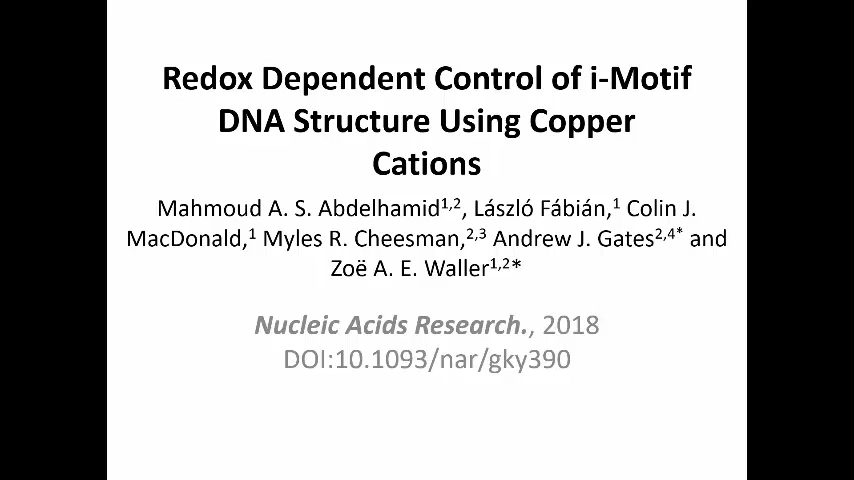 Redox Dependent Control of i-Motif
DNA Structure Using Copper
Cations
Mahmoud A. S. Abdelhamid1,2, László Fábián,1 Colin J.
MacDonald,1 Myles R. Cheesman,2,3 Andrew J. Gates2,4* and
Zoë A. E. Waller1,2*
Nucleic Acids Research., 2018
DOI:10.1093/nar/gky390